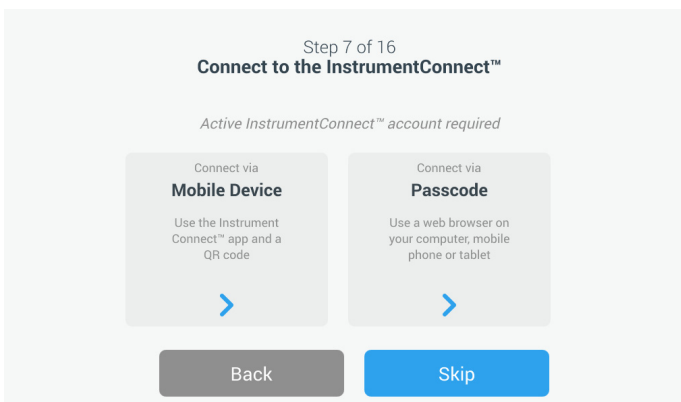 Step 7 of 16
Connect to the InstrumentConnect™
Active InstrumentConnect™ account required
Connect via
Mobile Device
Use the Instrument
Connect™ app and a
QR code
Connect via
Passcode
Use a web browser on
your computer, mobile
phone or tablet
Back
Skip